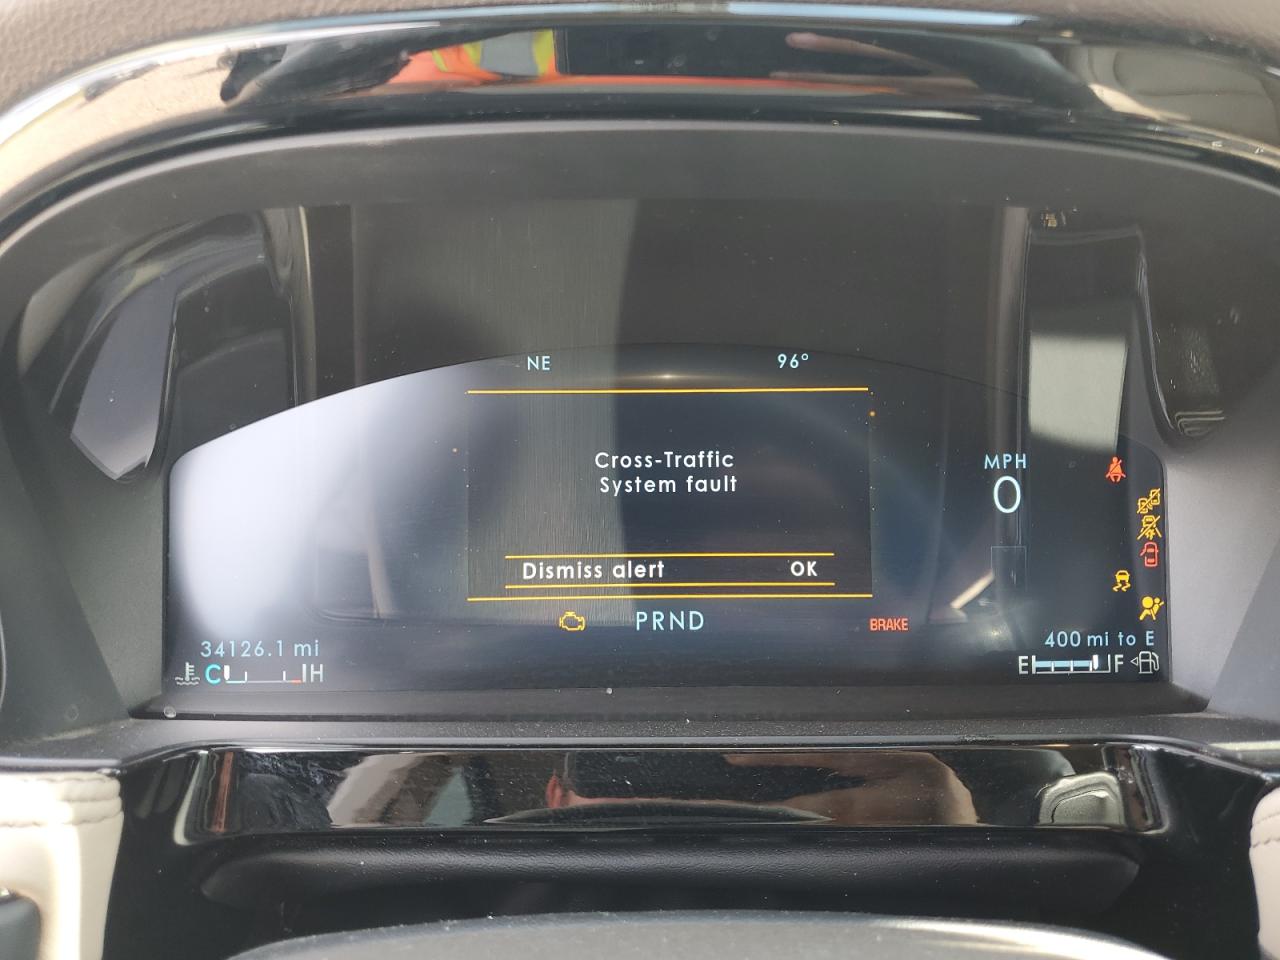 NE 96°
Cross-Traffic
System fault
MPH
0
Dismiss alert OK
PRND
BRAKE
34126.1 mi
400 mi to E
C H
E F